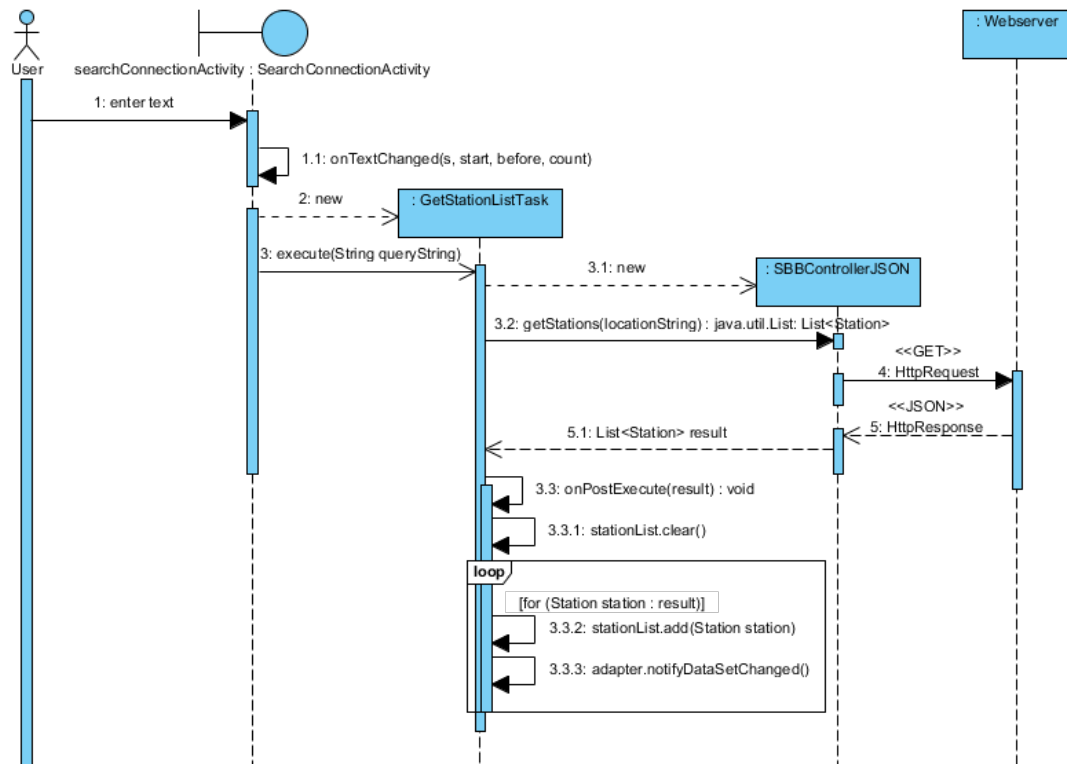 : Webserver
User
searchConnectionActivity : SearchConnectionActivity
1: enter text
1.1: onTextChanged(s, start, before, count)
2: new
: GetStationListTask
3: execute(String queryString)
3.1: new
: SBBControllerJSON
3.2: getStations(locationString) : java.util.List: List<Station>
<<GET>>
4: HttpRequest
<<JSON>>
5: HttpResponse
5.1: List<Station> result
3.3: onPostExecute(result) : void
3.3.1: stationList.clear()
loop
[for (Station station : result)]
3.3.2: stationList.add(Station station)
3.3.3: adapter.notifyDataSetChanged()